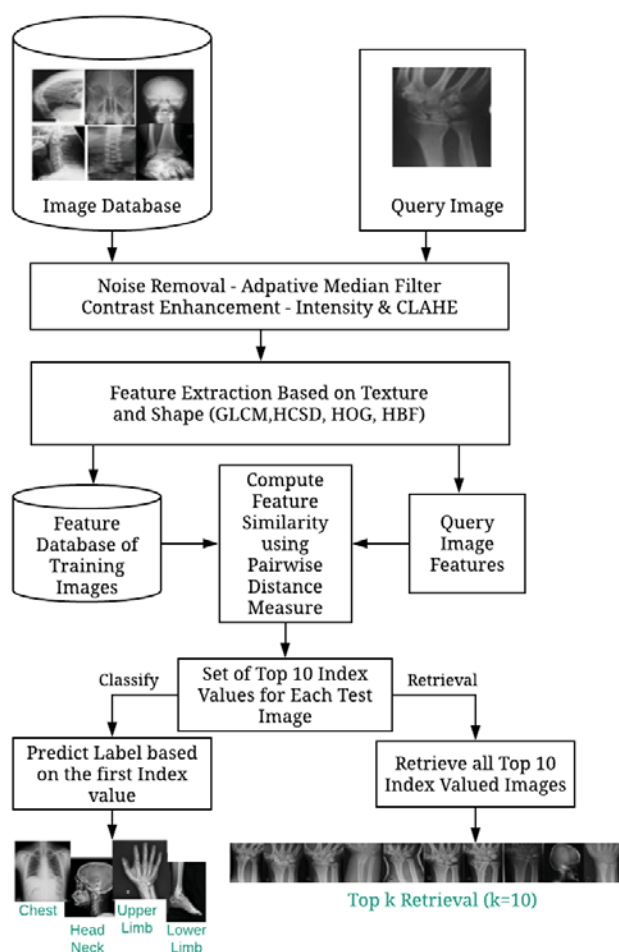 Image Database
Query Image
Noise Removal - Adpative Median Filter
Contrast Enhancement - Intensity & CLAHE
Feature Extraction Based on Texture
and Shape (GLCM,HCSD, HOG, HBF)
Feature
Database of
Training
Images
Compute
Feature
Similarity
using
Pairwise
Distance
Measure
Query
Image
Features
Classify
Set of Top 10 Index
Values for Each Test
Image
Retrieval
Predict Label based
on the first Index
value
Retrieve all Top 10
Index Valued Images
Chest
Head
Neck
Upper
Limb
Lower
Limb
Top k Retrieval (k=10)